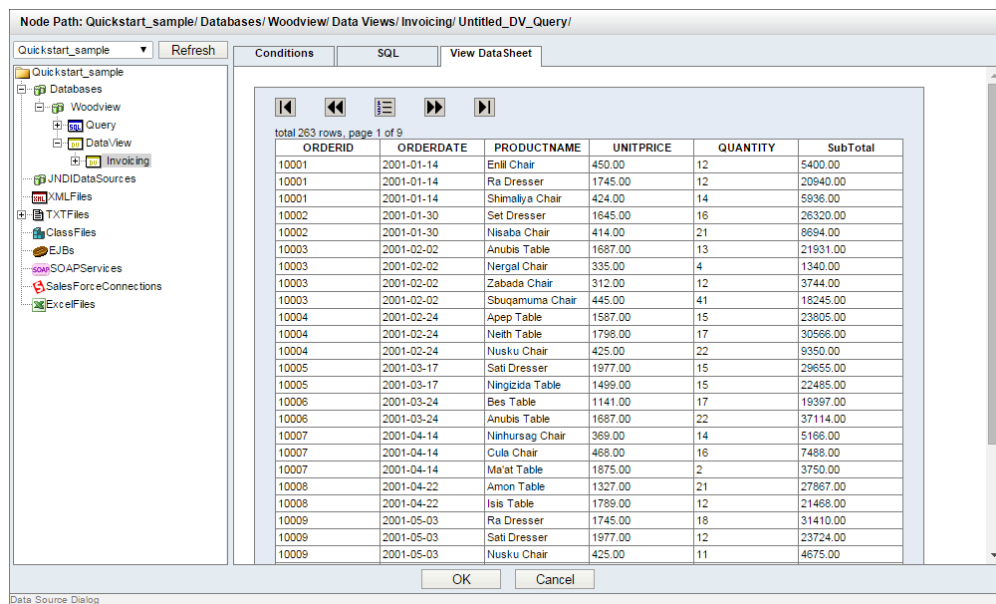 Node Path: Quickstart_sample/ Databases/ Woodview/ Data Views/ Invoicing/ Untitled_DV_Query/
Quickstart_sample Refresh
Quickstart_sample
Databases
Woodview
SQL Query
DV DataView
DV Invoicing
JNDIDataSources
XML XMLFiles
TXTFiles
ClassFiles
EJBs
SOAP SOAPServices
SalesForceConnections
ExcelFiles
Conditions SQL View DataSheet
total 263 rows, page 1 of 9
ORDERID ORDERDATE PRODUCTNAME UNITPRICE QUANTITY SubTotal
10001 2001-01-14 Enlil Chair 450.00 12 5400.00
10001 2001-01-14 Ra Dresser 1745.00 12 20940.00
10001 2001-01-14 Shimaliya Chair 424.00 14 5936.00
10002 2001-01-30 Set Dresser 1645.00 16 26320.00
10002 2001-01-30 Nisaba Chair 414.00 21 8694.00
10003 2001-02-02 Anubis Table 1687.00 13 21931.00
10003 2001-02-02 Nergal Chair 335.00 4 1340.00
10003 2001-02-02 Zabada Chair 312.00 12 3744.00
10003 2001-02-02 Sbuqamuma Chair 445.00 41 18245.00
10004 2001-02-24 Apep Table 1587.00 15 23805.00
10004 2001-02-24 Neith Table 1798.00 17 30566.00
10004 2001-02-24 Nusku Chair 425.00 22 9350.00
10005 2001-03-17 Sati Dresser 1977.00 15 29655.00
10005 2001-03-17 Ningizida Table 1499.00 15 22485.00
10006 2001-03-24 Bes Table 1141.00 17 19397.00
10006 2001-03-24 Anubis Table 1687.00 22 37114.00
10007 2001-04-14 Ninhursag Chair 369.00 14 5166.00
10007 2001-04-14 Cula Chair 468.00 16 7488.00
10007 2001-04-14 Ma'at Table 1875.00 2 3750.00
10008 2001-04-22 Amon Table 1327.00 21 27867.00
10008 2001-04-22 Isis Table 1789.00 12 21468.00
10009 2001-05-03 Ra Dresser 1745.00 18 31410.00
10009 2001-05-03 Sati Dresser 1977.00 12 23724.00
10009 2001-05-03 Nusku Chair 425.00 11 4675.00
OK Cancel
Data Source Dialog